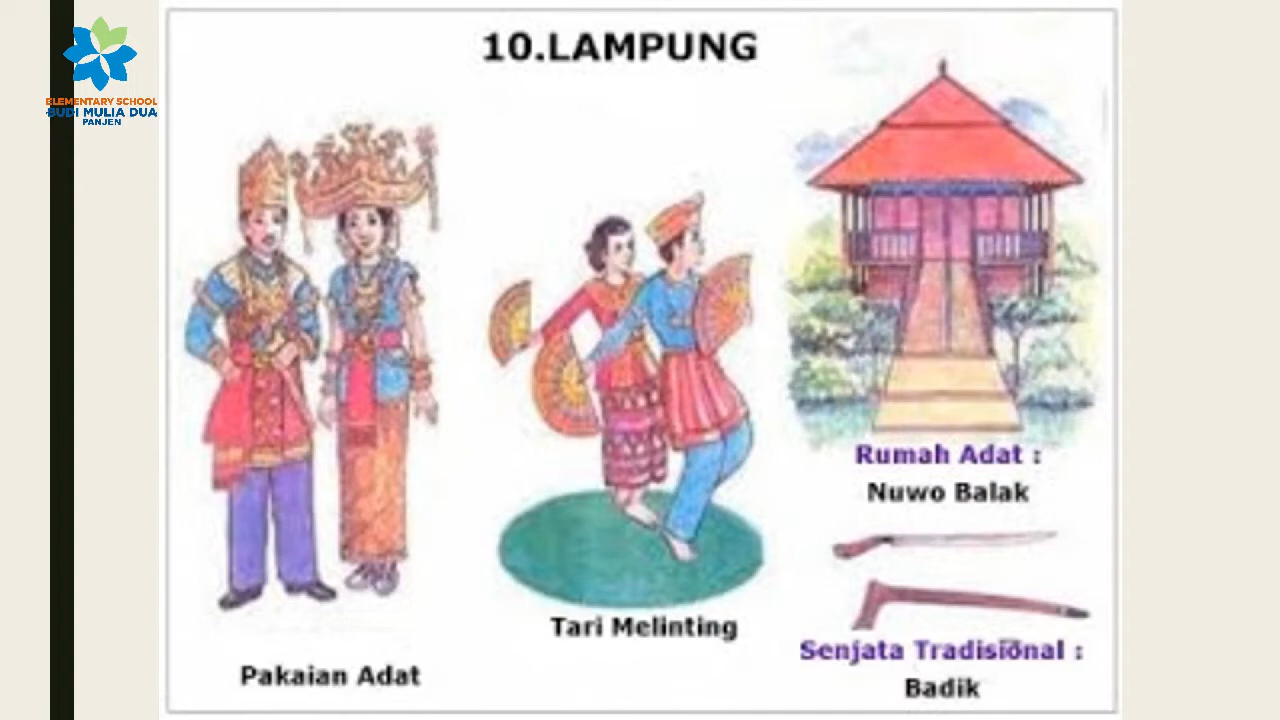 ELEMENTARY SCHOOL
BUDI MULIA DUA
PANJEN
10.LAMPUNG
Pakaian Adat
Tari Melinting
Rumah Adat :
Nuwo Balak
Senjata Tradisional :
Badik